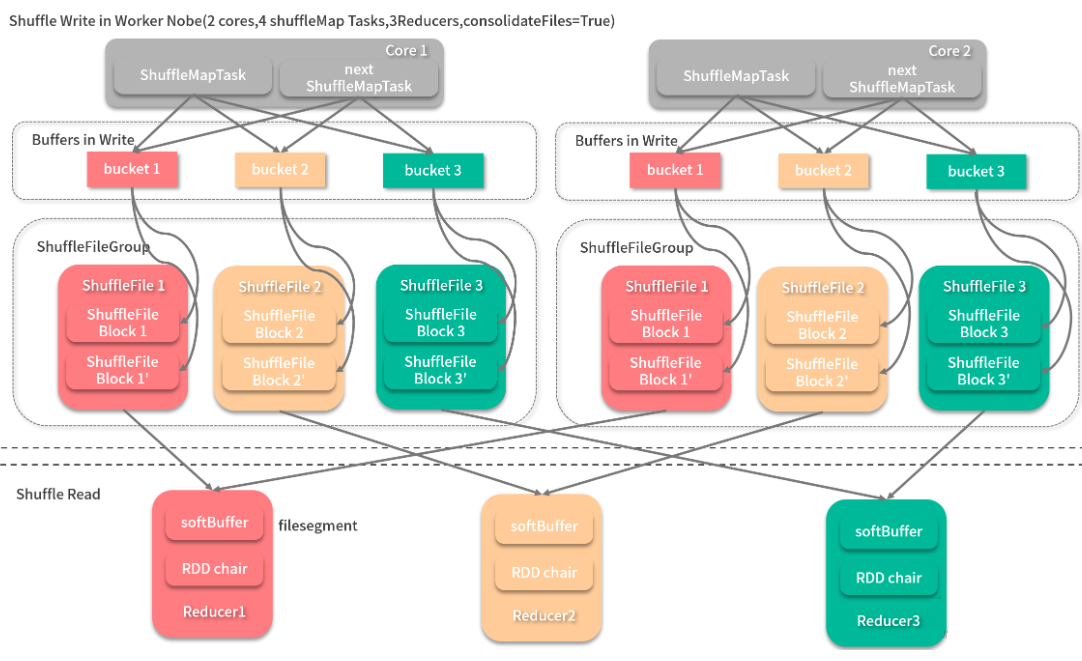 Shuffle Write in Worker Nobe(2 cores,4 shuffleMap Tasks,3Reducers,consolidateFiles=True)
Core 1
ShuffleMapTask
next
ShuffleMapTask
Core 2
ShuffleMapTask
next
ShuffleMapTask
Buffers in Write
bucket 1
bucket 2
bucket 3
Buffers in Write
bucket 1
bucket 2
bucket 3
ShuffleFileGroup
ShuffleFile 1
ShuffleFile
Block 1
ShuffleFile
Block 1'
ShuffleFile 2
ShuffleFile
Block 2
ShuffleFile
Block 2'
ShuffleFile 3
ShuffleFile
Block 3
ShuffleFile
Block 3'
ShuffleFileGroup
ShuffleFile 1
ShuffleFile
Block 1
ShuffleFile
Block 1'
ShuffleFile 2
ShuffleFile
Block 2
ShuffleFile
Block 2'
ShuffleFile 3
ShuffleFile
Block 3
ShuffleFile
Block 3'
Shuffle Read
softBuffer
RDD chair
Reducer1
filesegment
softBuffer
RDD chair
Reducer2
softBuffer
RDD chair
Reducer3